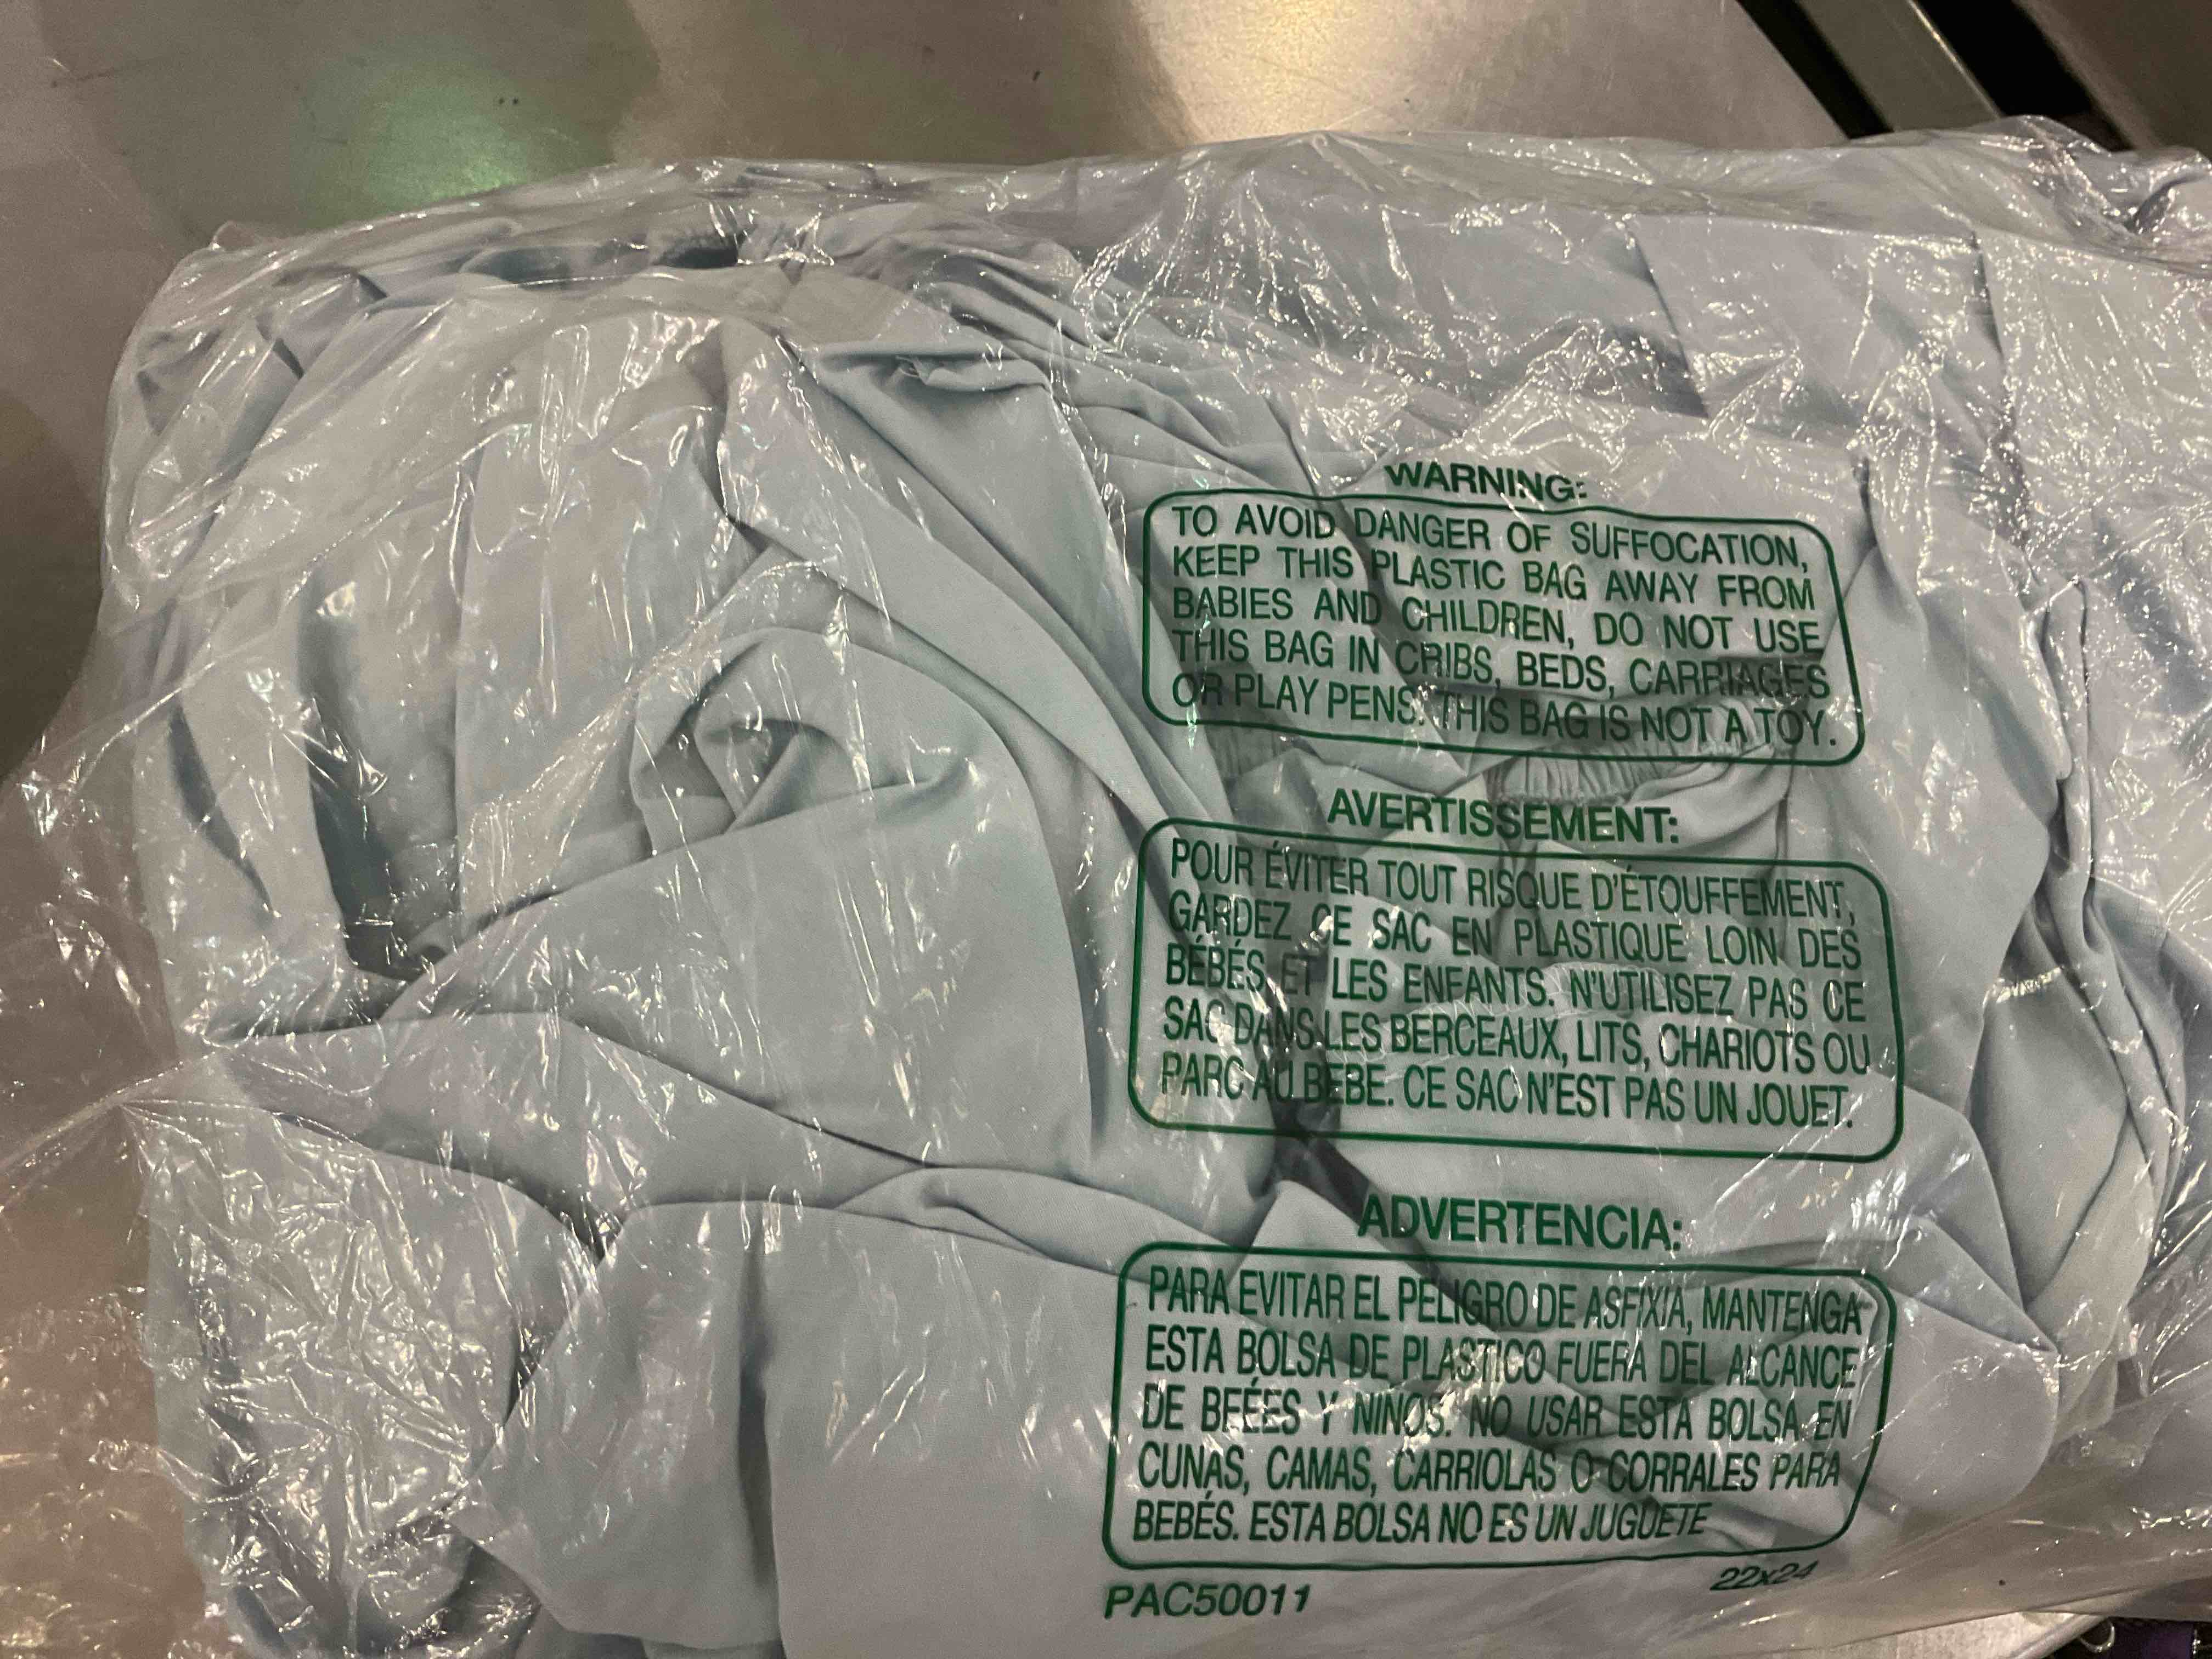 WARNING:
TO AVOID DANGER OF SUFFOCATION,
KEEP THIS PLASTIC BAG AWAY FROM
BABIES AND CHILDREN, DO NOT USE
THIS BAG IN CRIBS, BEDS, CARRIAGES
OR PLAY PENS. THIS BAG IS NOT A TOY.
AVERTISSEMENT:
POUR ÉVITER TOUT RISQUE D'ÉTOUFFEMENT,
GARDEZ CE SAC EN PLASTIQUE LOIN DES
BÉBÉS ET LES ENFANTS. N'UTILISEZ PAS CE
SAC DANS LES BERCEAUX, LITS, CHARIOTS OU
PARC AU BEBE. CE SAC N'EST PAS UN JOUET.
ADVERTENCIA:
PARA EVITAR EL PELIGRO DE ASFIXIA, MANTENGA
ESTA BOLSA DE PLASTICO FUERA DEL ALCANCE
DE BEÉES Y NINOS. NO USAR ESTA BOLSA EN
CUNAS, CAMAS, CARRIOLAS O CORRALES PARA
BEBÉS. ESTA BOLSA NO ES UN JUGUETE
PAC50011
22x24